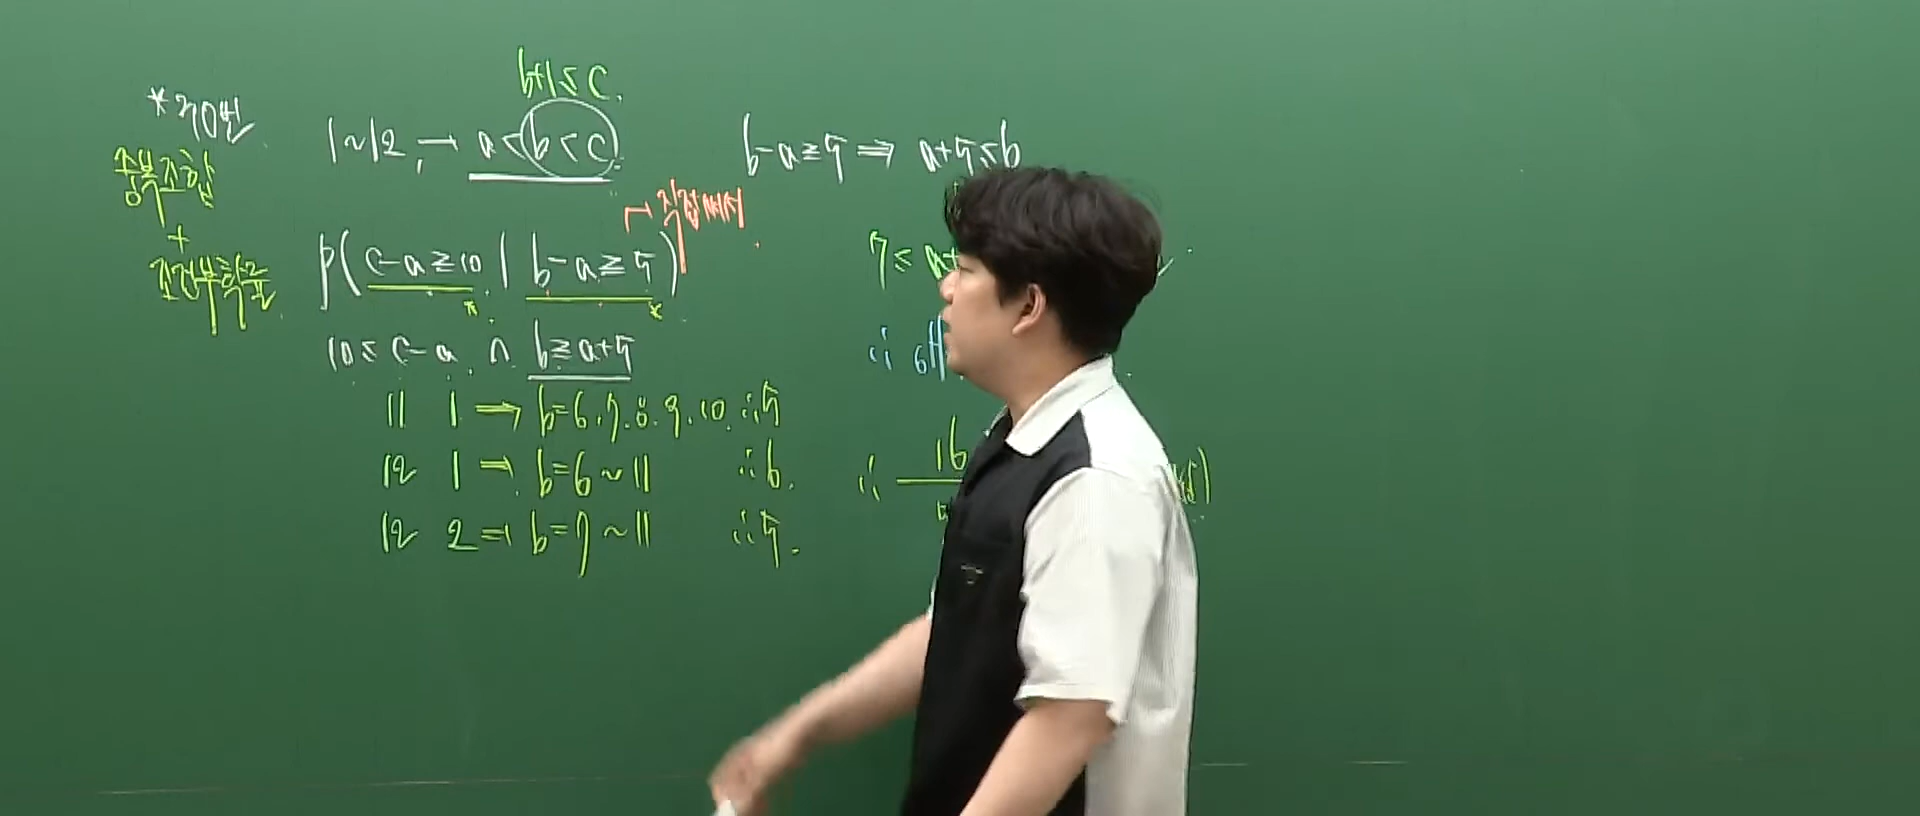 * 30번
중복조합
+
조건부확률
b+1≤c.
1~12, → a<b<c.
P(c-a≥10 | b-a≥5)
→ 직접써서
10≤c-a ∩ b≥a+5
11 1 → b=6.7.8.9.10. ∴5
12 1 → b=6~11 ∴6.
12 2 → b=7~11 ∴5.
b-a≥5 ⇒ a+5≤b
7≤a+
∴ 6H
∴ 16